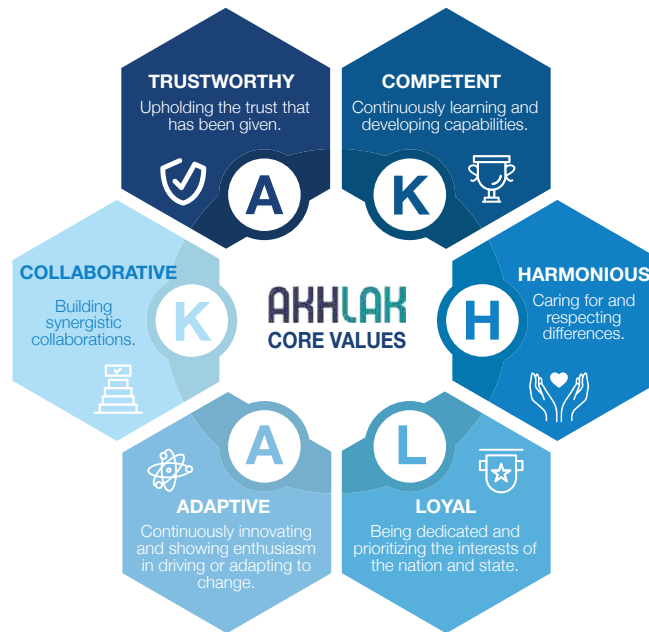 TRUSTWORTHY
Upholding the trust that
has been given.
A
COMPETENT
Continuously learning and
developing capabilities.
K
HARMONIOUS
Caring for and
respecting
differences.
H
LOYAL
Being dedicated and
prioritizing the interests of
the nation and state.
L
ADAPTIVE
Continuously innovating
and showing enthusiasm
in driving or adapting to
change.
A
COLLABORATIVE
Building
synergistic
collaborations.
K
AKHLAK
CORE VALUES